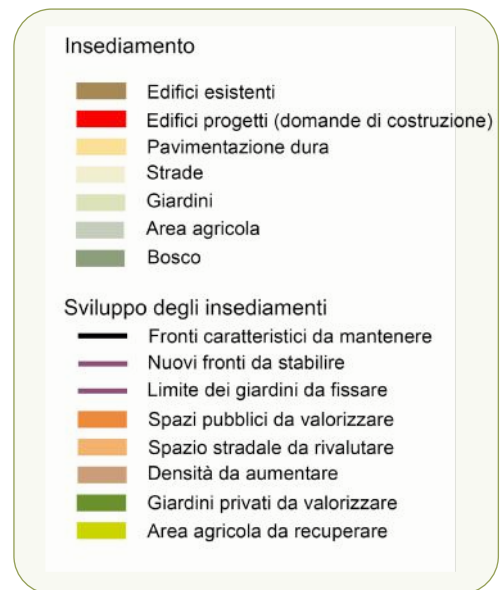 Insediamento
Edifici esistenti
Edifici progetti (domande di costruzione)
Pavimentazione dura
Strade
Giardini
Area agricola
Bosco
Sviluppo degli insediamenti
Fronti caratteristici da mantenere
Nuovi fronti da stabilire
Limite dei giardini da fissare
Spazi pubblici da valorizzare
Spazio stradale da rivalutare
Densità da aumentare
Giardini privati da valorizzare
Area agricola da recuperare